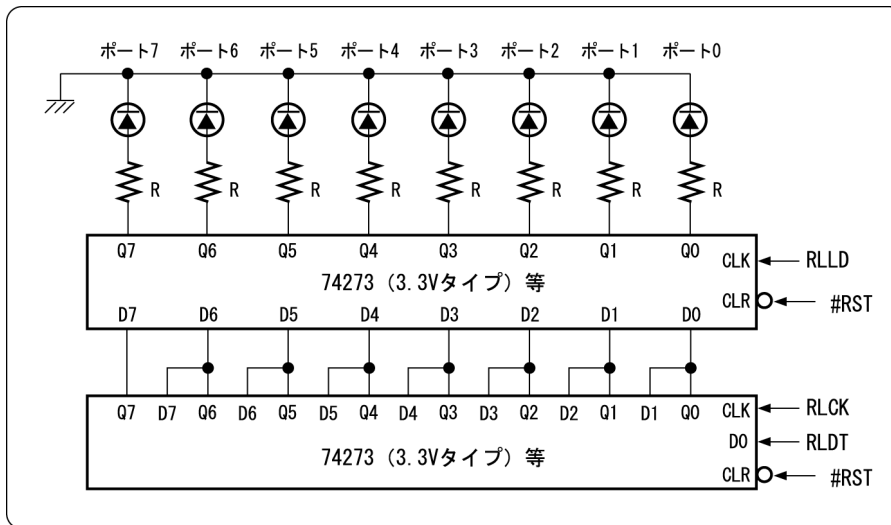 ポート7 ポート6 ポート5 ポート4 ポート3 ポート2 ポート1 ポート0
R R R R R R R R
Q7 Q6 Q5 Q4 Q3 Q2 Q1 Q0
CLK RLLD
74273 (3.3Vタイプ) 等
CLR #RST
D7 D6 D5 D4 D3 D2 D1 D0
Q7 D7 Q6 D6 Q5 D5 Q4 D4 Q3 D3 Q2 D2 Q1 D1 Q0 CLK RLCK
D0 RLDT
74273 (3.3Vタイプ) 等
CLR #RST